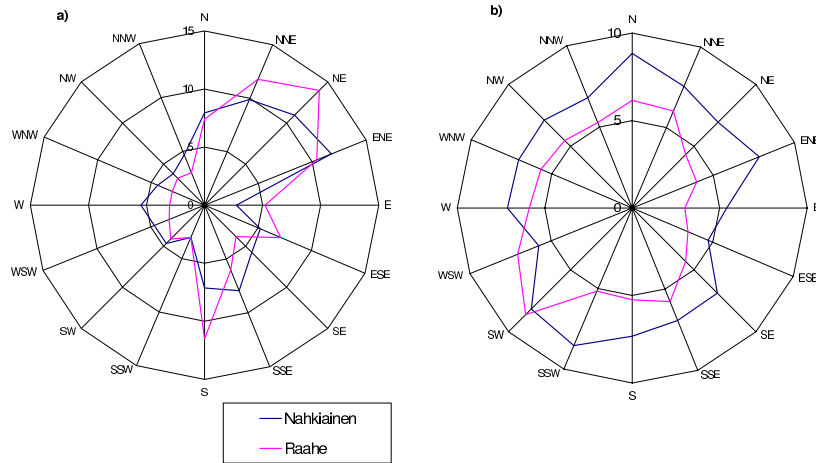 a)
N
NNE
NE
ENE
E
ESE
SE
SSE
S
SSW
SW
WSW
W
WNW
NW
NNW
15
10
5
0
b)
N
NNE
NE
ENE
E
ESE
SE
SSE
S
SSW
SW
WSW
W
WNW
NW
NNW
10
5
0
Nahkiainen
Raahe